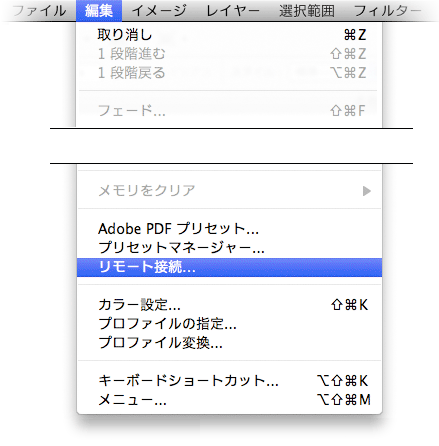 ファイル 編集 イメージ レイヤー 選択範囲 フィルター
取り消し ⌘Z
1 段階進む ⇧⌘Z
1 段階戻る ⌥⌘Z
フェード... ⇧⌘F
メモリをクリア ▶
Adobe PDF プリセット...
プリセットマネージャー...
リモート接続...
カラー設定... ⇧⌘K
プロファイルの指定...
プロファイル変換...
キーボードショートカット... ⌥⇧⌘K
メニュー... ⌥⇧⌘M